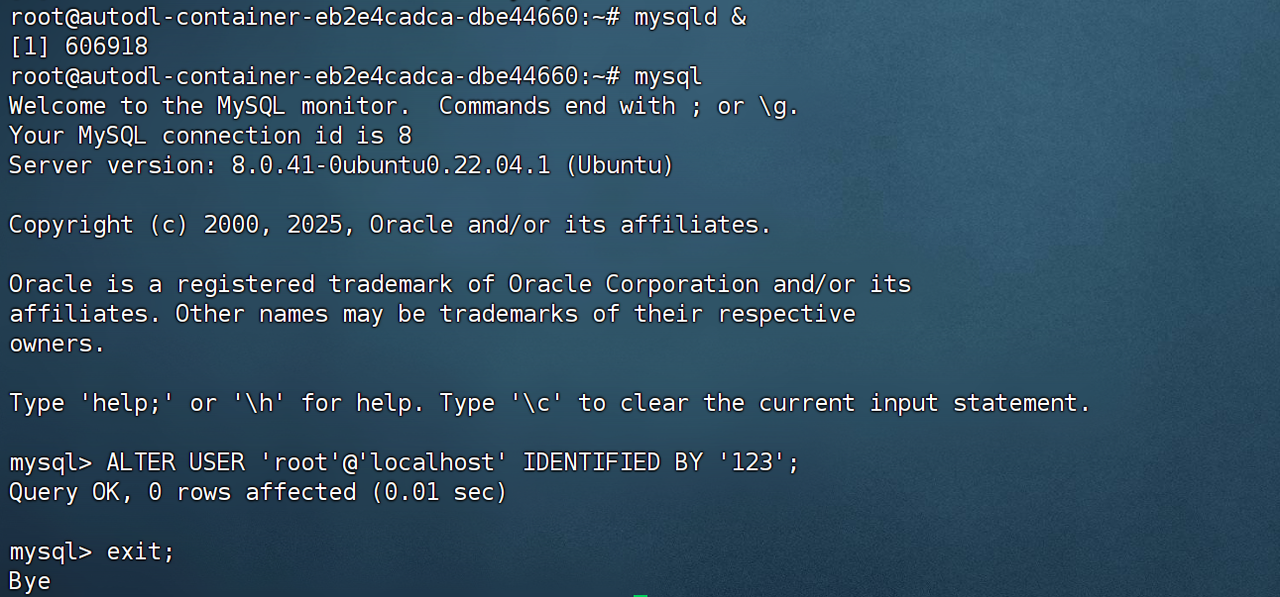 root@autodl-container-eb2e4cadca-dbe44660:~# mysqld &
[1] 606918
root@autodl-container-eb2e4cadca-dbe44660:~# mysql
Welcome to the MySQL monitor.  Commands end with ; or \g.
Your MySQL connection id is 8
Server version: 8.0.41-0ubuntu0.22.04.1 (Ubuntu)

Copyright (c) 2000, 2025, Oracle and/or its affiliates.

Oracle is a registered trademark of Oracle Corporation and/or its
affiliates. Other names may be trademarks of their respective
owners.

Type 'help;' or '\h' for help. Type '\c' to clear the current input statement.

mysql> ALTER USER 'root'@'localhost' IDENTIFIED BY '123';
Query OK, 0 rows affected (0.01 sec)

mysql> exit;
Bye